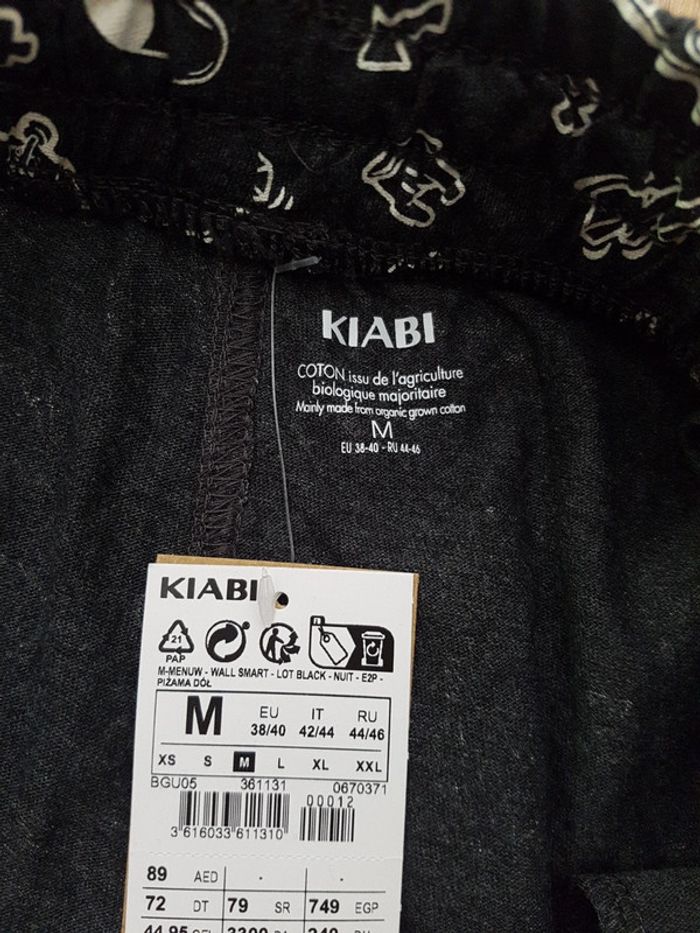 KIABI
COTON issu de l'agriculture
biologique majoritaire
Mainly made from organic grown cotton
M
EU 38-40 - RU 44-46
KIABI
21
PAP
M-MENUW - WALL SMART - LOT BLACK - NUIT - E2P -
PIŻAMA DÓŁ
M
EU IT RU
38/40 42/44 44/46
XS S M L XL XXL
BGU05 361131 0670371
00012
3 616033 611310
89 AED - -
72 DT 79 SR 749 EGP
44.95